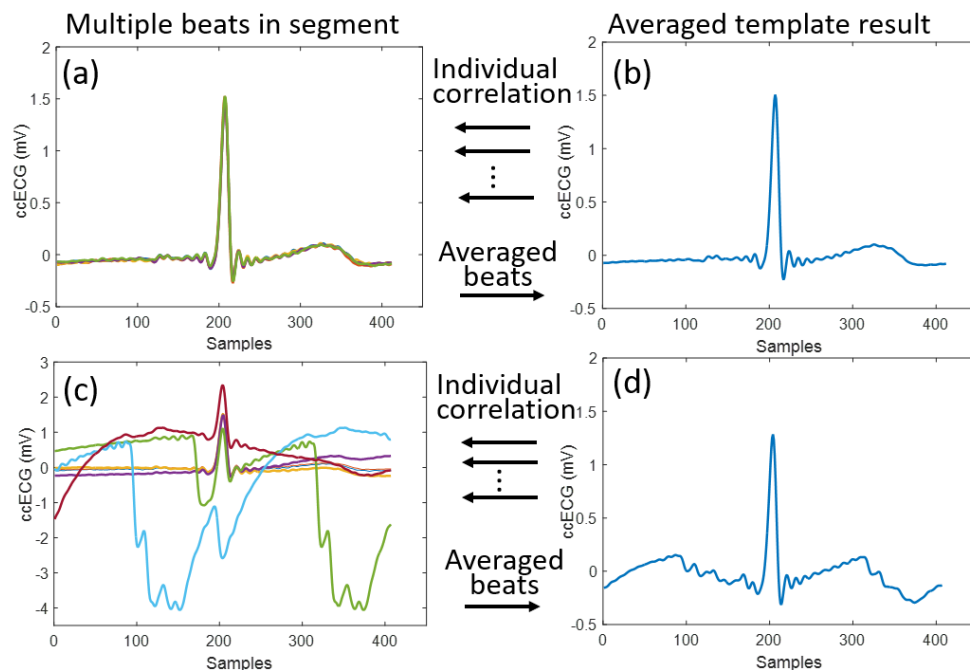 Multiple beats in segment
Averaged template result
(a)
2
1.5
1
0.5
0
-0.5
ccECG (mV)
0 100 200 300 400
Samples
Individual
correlation
Averaged
beats
(b)
2
1.5
1
0.5
0
-0.5
ccECG (mV)
0 100 200 300 400
Samples
(c)
3
2
1
0
-1
-2
-3
-4
ccECG (mV)
0 100 200 300 400
Samples
Individual
correlation
Averaged
beats
(d)
2
1.5
1
0.5
0
-0.5
ccECG (mV)
0 100 200 300 400
Samples